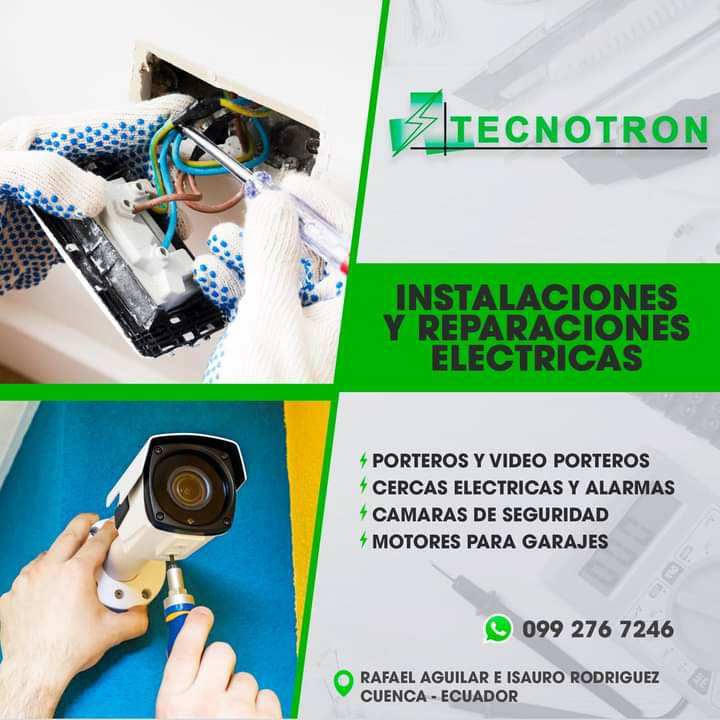 TECNOTRON
INSTALACIONES
Y REPARACIONES
ELECTRICAS
PORTEROS Y VIDEO PORTEROS
CERCAS ELECTRICAS Y ALARMAS
CAMARAS DE SEGURIDAD
MOTORES PARA GARAJES
099 276 7246
RAFAEL AGUILAR E ISAURO RODRIGUEZ
CUENCA - ECUADOR